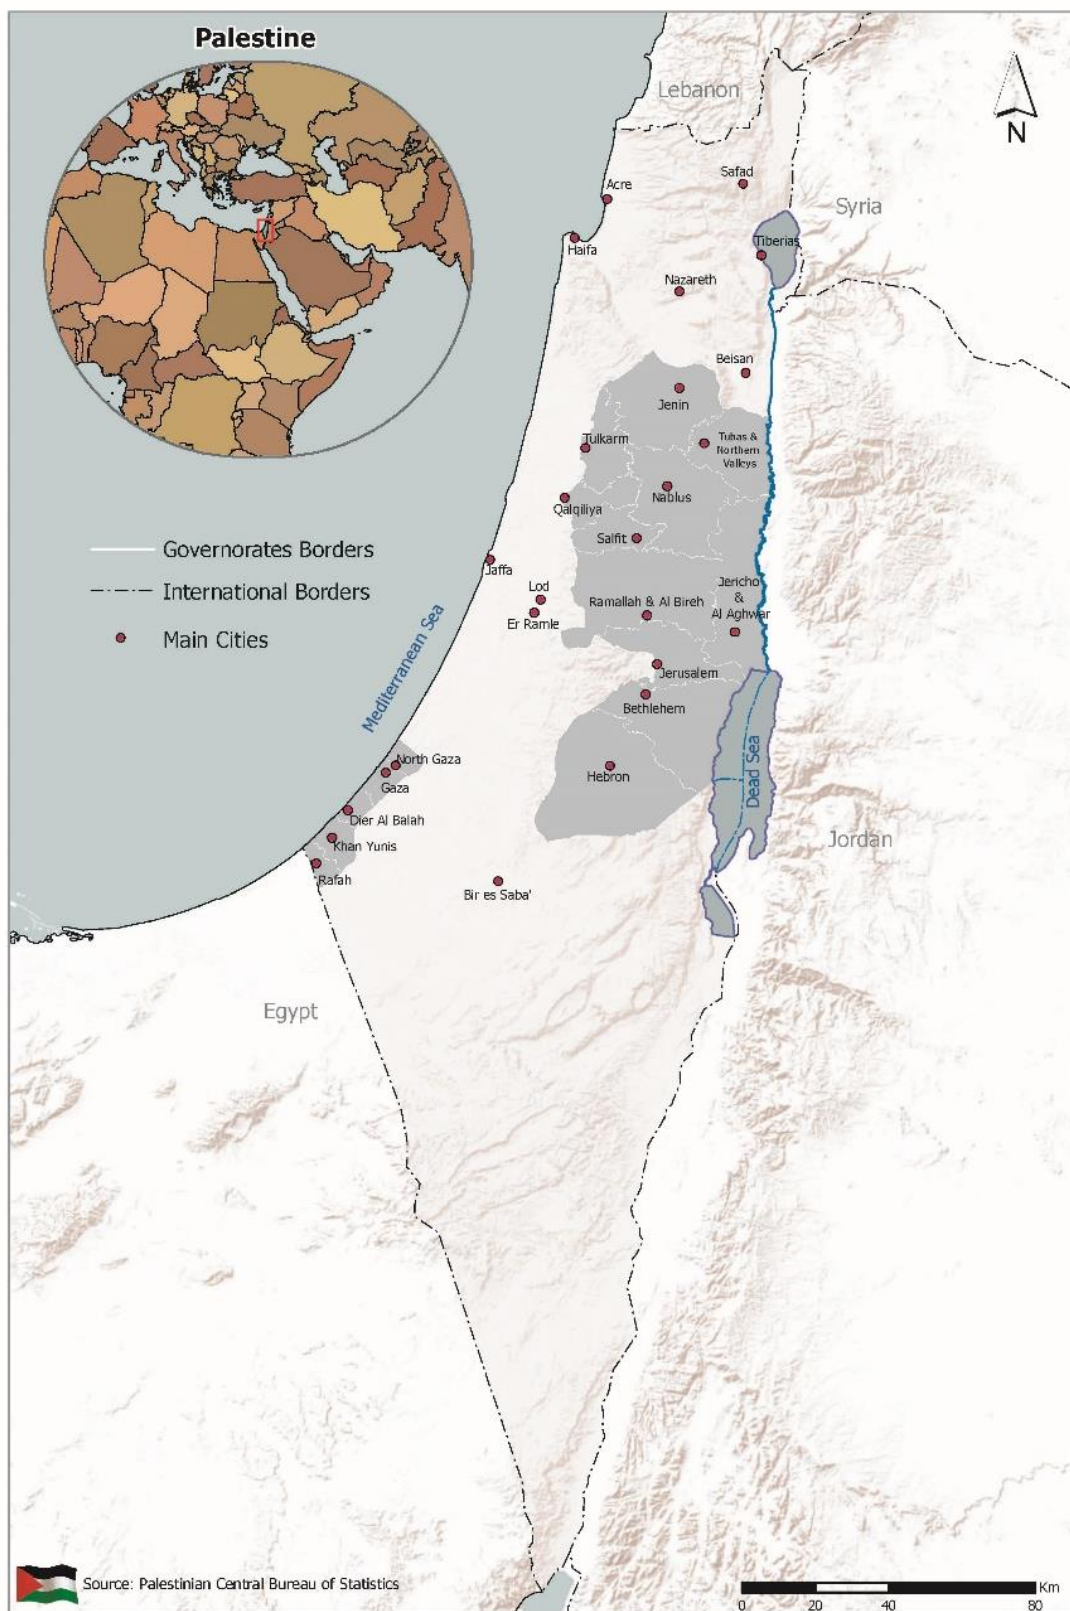 Palestine
Lebanon
N
Safad
Acre
Syria
Tiberias
Haifa
Nazareth
Beisan
Jenin
Tulkarm
Tubas &
Northern
Valleys
Nablus
Qalqiliya
Salfit
Governorates Borders
International Borders
Main Cities
Jaffa
Lod
Er Ramle
Ramallah & Al Bireh
Jericho
&
Al Aghwar
Mediterranean Sea
Jerusalem
Bethlehem
Hebron
Dead Sea
North Gaza
Gaza
Dier Al Balah
Khan Yunis
Rafah
Jordan
Bir es Saba'
Egypt
Source: Palestinian Central Bureau of Statistics
Km
0 20 40 80